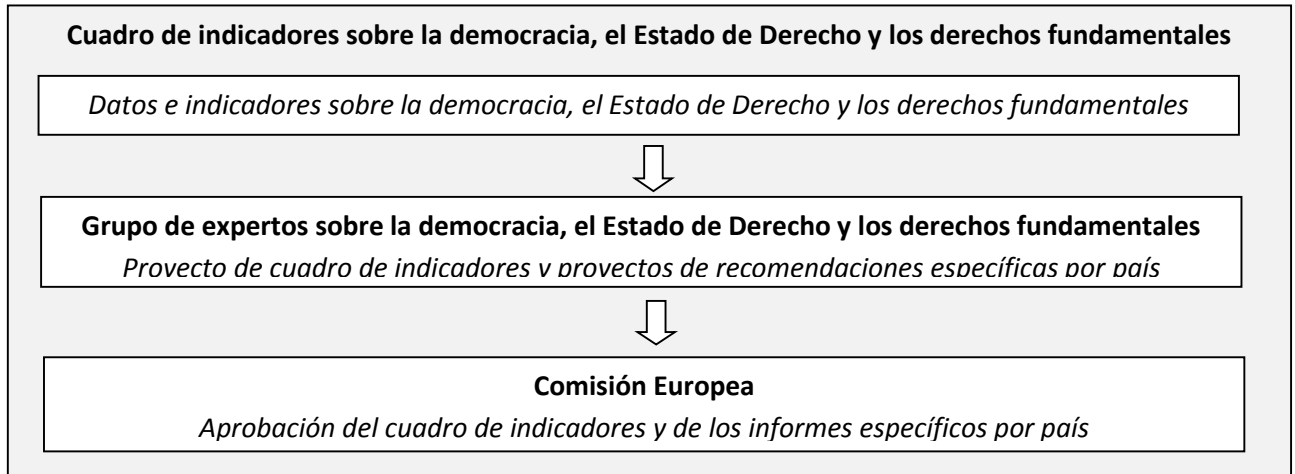 Cuadro de indicadores sobre la democracia, el Estado de Derecho y los derechos fundamentales
Datos e indicadores sobre la democracia, el Estado de Derecho y los derechos fundamentales
Grupo de expertos sobre la democracia, el Estado de Derecho y los derechos fundamentales
Proyecto de cuadro de indicadores y proyectos de recomendaciones específicas por país
Comisión Europea
Aprobación del cuadro de indicadores y de los informes específicos por país